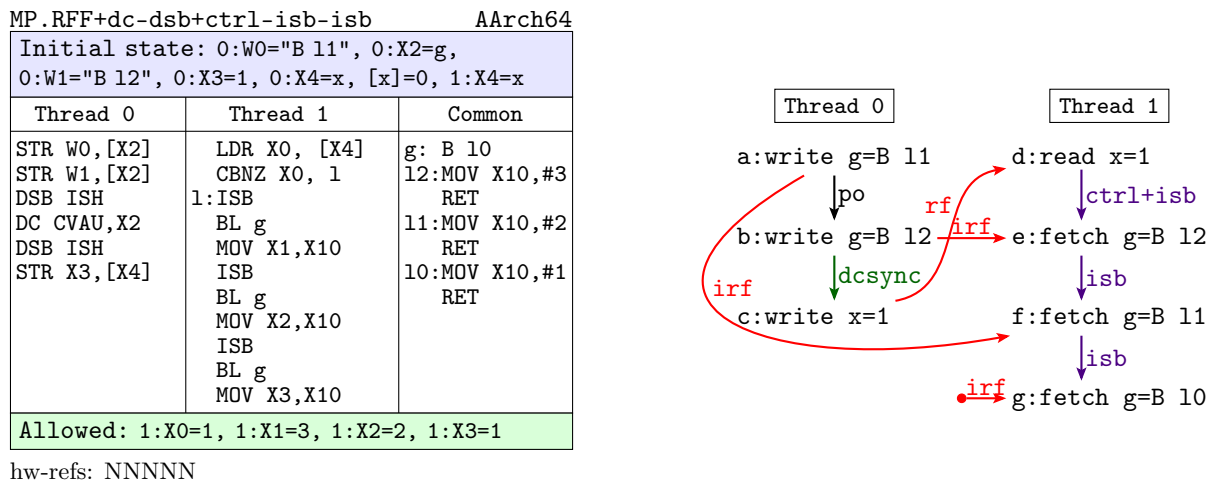 MP.RFF+dc-dsb+ctrl-isb-isb AArch64
Initial state: 0:W0="B l1", 0:X2=g,
0:W1="B l2", 0:X3=1, 0:X4=x, [x]=0, 1:X4=x
Thread 0 Thread 1 Common
STR W0,[X2] LDR X0, [X4] g: B l0
STR W1,[X2] CBNZ X0, l l2:MOV X10,#3
DSB ISH l:ISB RET
DC CVAU,X2 BL g l1:MOV X10,#2
DSB ISH MOV X1,X10 RET
STR X3,[X4] ISB l0:MOV X10,#1
BL g RET
MOV X2,X10
ISB
BL g
MOV X3,X10
Allowed: 1:X0=1, 1:X1=3, 1:X2=2, 1:X3=1
hw-refs: NNNNN
Thread 0 Thread 1
a:write g=B l1 d:read x=1
po ctrl+isb
rf
irf
b:write g=B l2 e:fetch g=B l2
dcsync isb
irf
c:write x=1 f:fetch g=B l1
isb
irf
g:fetch g=B l0